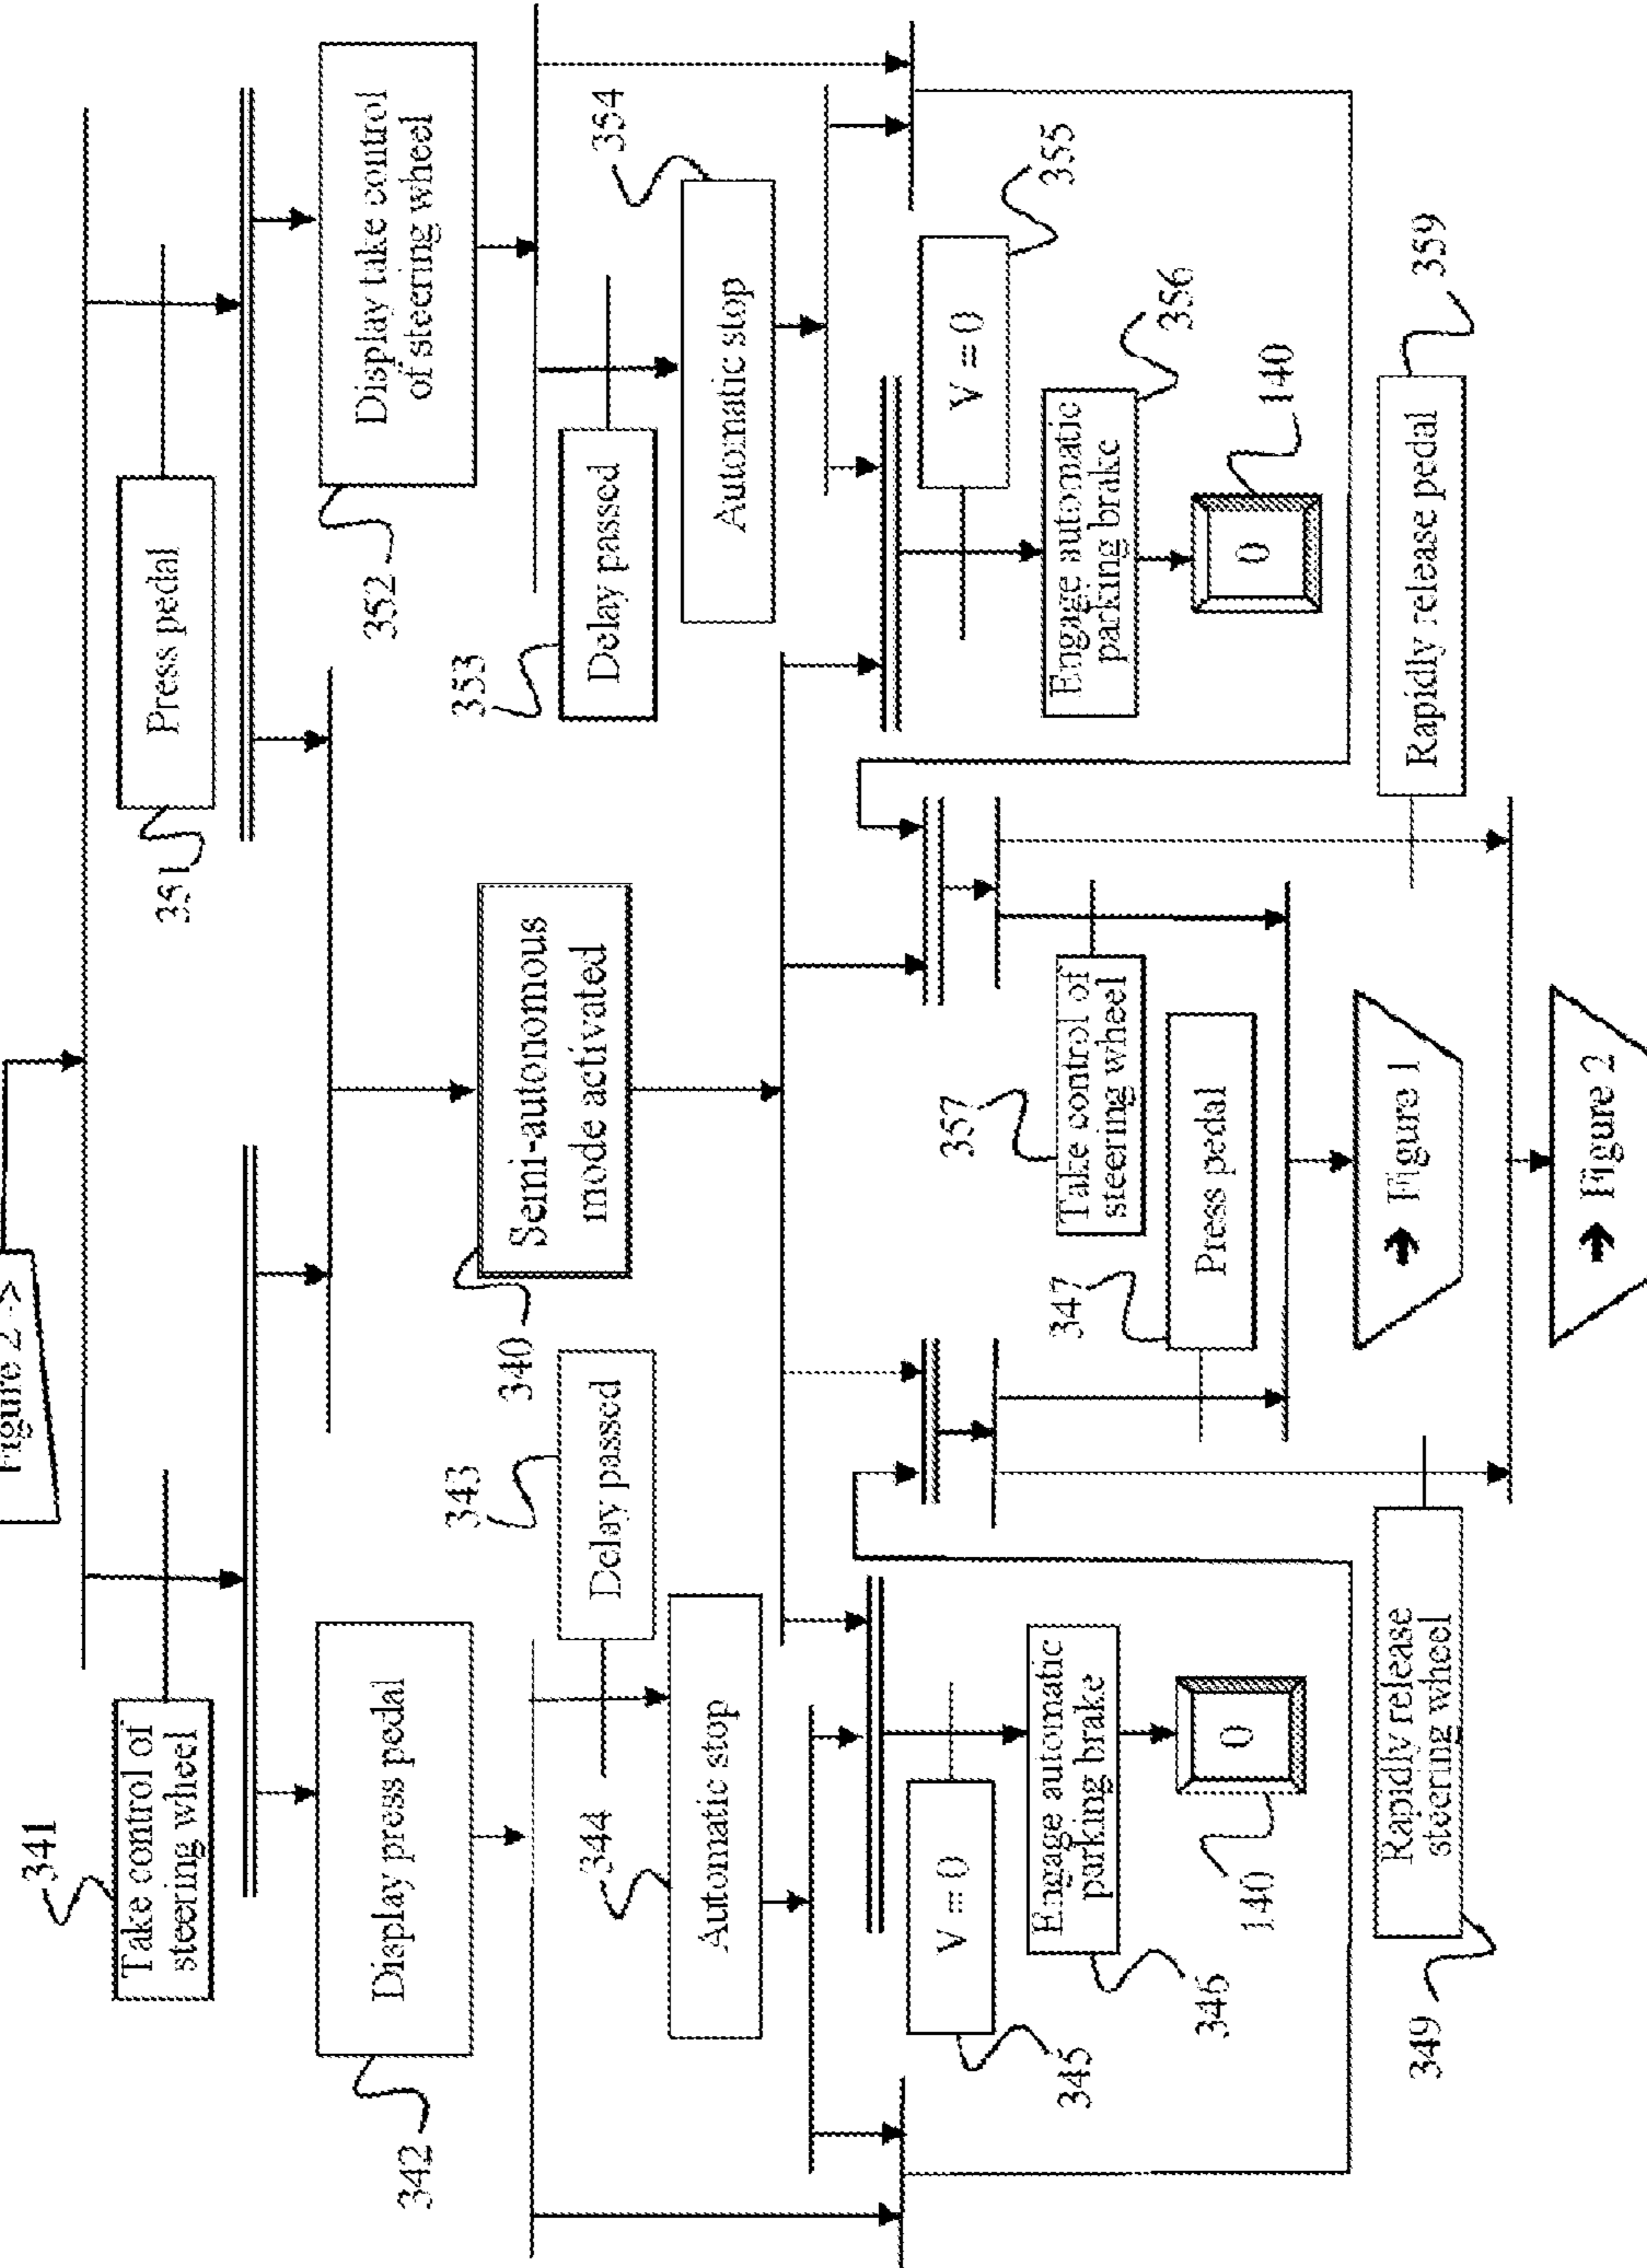 Figure 2 ->
341
Take control of
steering wheel
Press pedal
351
342
Display press pedal
340
Semi-autonomous
mode activated
352
Display take control
of steering wheel
343
Delay passed
353
Delay passed
344
Automatic stop
354
Automatic stop
345
V = 0
V = 0
355
346
Engage automatic
parking brake
Engage automatic
parking brake
356
140
0
0
140
357
Take control of
steering wheel
347
Press pedal
349
Rapidly release
steering wheel
Rapidly release pedal
359
➔ Figure 1
➔ Figure 2